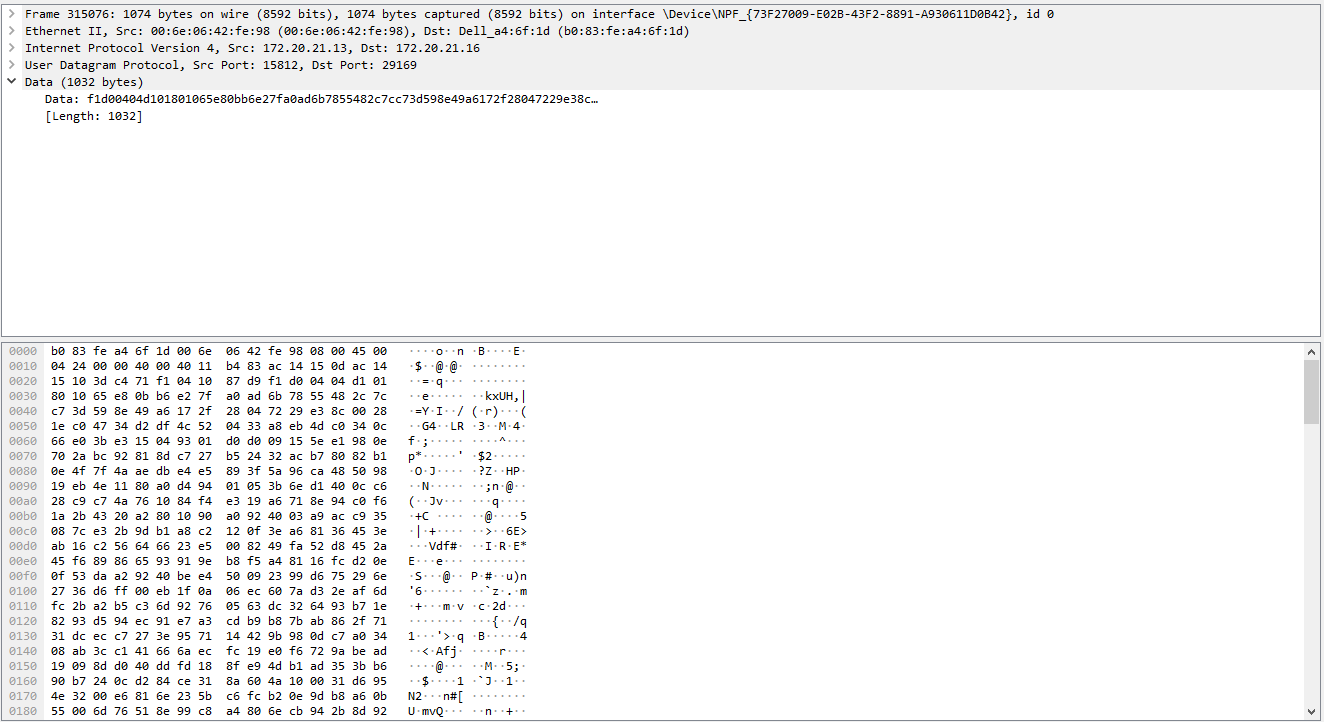 Frame 315076: 1074 bytes on wire (8592 bits), 1074 bytes captured (8592 bits) on interface \Device\NPF_{73F27009-E02B-43F2-8891-A930611D0B42}, id 0
Ethernet II, Src: 00:6e:06:42:fe:98 (00:6e:06:42:fe:98), Dst: Dell_a4:6f:1d (b0:83:fe:a4:6f:1d)
Internet Protocol Version 4, Src: 172.20.21.13, Dst: 172.20.21.16
User Datagram Protocol, Src Port: 15812, Dst Port: 29169
Data (1032 bytes)
Data: f1d00404d101801065e80bb6e27fa0ad6b7855482c7cc73d598e49a6172f28047229e38c…
[Length: 1032]
0000 b0 83 fe a4 6f 1d 00 6e 06 42 fe 98 08 00 45 00 ····o··n ·B····E·
0010 04 24 00 00 40 00 40 11 b4 83 ac 14 15 0d ac 14 ·$··@·@· ········
0020 15 10 3d c4 71 f1 04 10 87 d9 f1 d0 04 04 d1 01 ··=·q··· ········
0030 80 10 65 e8 0b b6 e2 7f a0 ad 6b 78 55 48 2c 7c ··e····· ··kxUH,|
0040 c7 3d 59 8e 49 a6 17 2f 28 04 72 29 e3 8c 00 28 ·=Y·I··/ (·r)···(
0050 1e c0 47 34 d2 df 4c 52 04 33 a8 eb 4d c0 34 0c ··G4··LR ·3··M·4·
0060 66 e0 3b e3 15 04 93 01 d0 d0 09 15 5e e1 98 0e f·;····· ····^···
0070 70 2a bc 92 81 8d c7 27 b5 24 32 ac b7 80 82 b1 p*·····' ·$2·····
0080 0e 4f 7f 4a ae db e4 e5 89 3f 5a 96 ca 48 50 98 ·O·J···· ·?Z··HP·
0090 19 eb 4e 11 80 a0 d4 94 01 05 3b 6e d1 40 0c c6 ··N····· ··;n·@··
00a0 28 c9 c7 4a 76 10 84 f4 e3 19 a6 71 8e 94 c0 f6 (··Jv··· ···q····
00b0 1a 2b 43 20 a2 80 10 90 a0 92 40 03 a9 ac c9 35 ·+C ···· ··@····5
00c0 08 7c e3 2b 9d b1 a8 c2 12 0f 3e a6 81 36 45 3e ·|·+···· ··>··6E>
00d0 ab 16 c2 56 64 66 23 e5 00 82 49 fa 52 d8 45 2a ···Vdf#· ··I·R·E*
00e0 45 f6 89 86 65 93 91 9e b8 f5 a4 81 16 fc d2 0e E···e··· ········
00f0 0f 53 da a2 92 40 be e4 50 09 23 99 d6 75 29 6e ·S···@·· P·#··u)n
0100 27 36 d6 ff 00 eb 1f 0a 06 ec 60 7a d3 2e af 6d '6······ ··`z·.·m
0110 fc 2b a2 b5 c3 6d 92 76 05 63 dc 32 64 93 b7 1e ·+···m·v ·c·2d···
0120 82 93 d5 94 ec 91 e7 a3 cd b9 b8 7b ab 86 2f 71 ········ ···{··/q
0130 31 dc ec c7 27 3e 95 71 14 42 9b 98 0d c7 a0 34 1···'>·q ·B·····4
0140 08 ab 3c c1 41 66 6a ec fc 19 e0 f6 72 9a be ad ··<·Afj· ····r···
0150 19 09 8d d0 40 dd fd 18 8f e9 4d b1 ad 35 3b b6 ····@··· ··M··5;·
0160 90 b7 24 0c d2 84 ce 31 8a 60 4a 10 00 31 d6 95 ··$····1 ·`J··1··
0170 4e 32 00 e6 81 6e 23 5b c6 fc b2 0e 9d b8 a6 0b N2···n#[ ········
0180 55 00 6d 76 51 8e 99 c8 a4 80 6e cb 94 2b 8d 92 U·mvQ··· ··n··+··